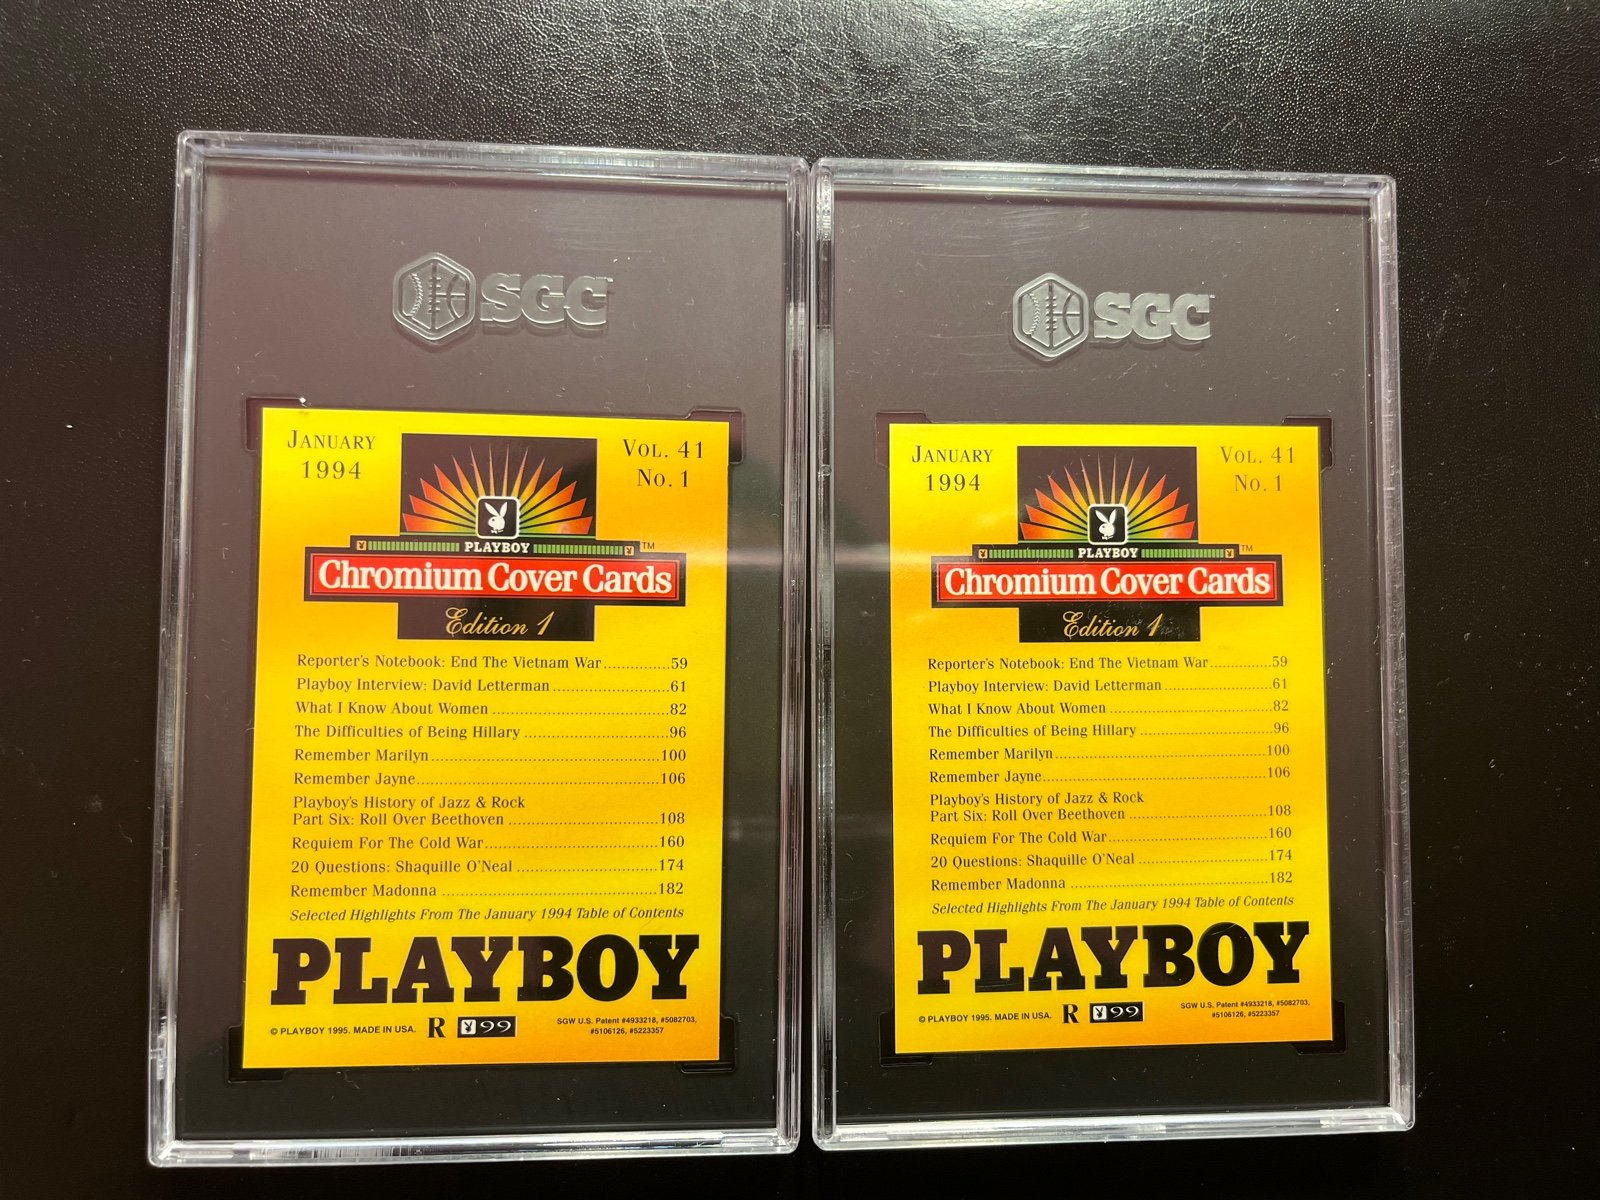 SGC
JANUARY
1994
VOL. 41
No. 1
PLAYBOY
TM
Chromium Cover Cards
Edition 1
Reporter's Notebook: End The Vietnam War...............59
Playboy Interview: David Letterman..........................61
What I Know About Women........................................82
The Difficulties of Being Hillary.................................96
Remember Marilyn.....................................................100
Remember Jayne........................................................106
Playboy's History of Jazz & Rock
Part Six: Roll Over Beethoven...................................108
Requiem For The Cold War.......................................160
20 Questions: Shaquille O'Neal................................174
Remember Madonna.................................................182
Selected Highlights From The January 1994 Table of Contents
PLAYBOY
© PLAYBOY 1995. MADE IN USA. R 99
SGW U.S. Patent #4933218, #5082703,
#5106126, #5223357
SGC
JANUARY
1994
VOL. 41
No. 1
PLAYBOY
TM
Chromium Cover Cards
Edition 1
Reporter's Notebook: End The Vietnam War...............59
Playboy Interview: David Letterman..........................61
What I Know About Women........................................82
The Difficulties of Being Hillary.................................96
Remember Marilyn.....................................................100
Remember Jayne........................................................106
Playboy's History of Jazz & Rock
Part Six: Roll Over Beethoven...................................108
Requiem For The Cold War.......................................160
20 Questions: Shaquille O'Neal................................174
Remember Madonna.................................................182
Selected Highlights From The January 1994 Table of Contents
PLAYBOY
© PLAYBOY 1995. MADE IN USA. R 99
SGW U.S. Patent #4933218, #5082703,
#5106126, #5223357